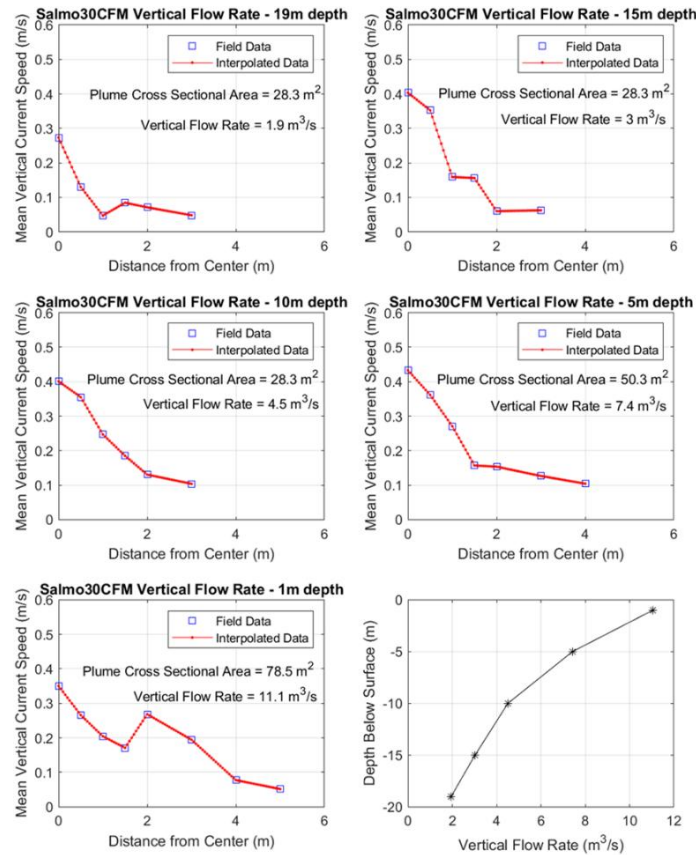 Salmo30CFM Vertical Flow Rate - 19m depth
0.6
0.5
0.4
0.3
0.2
0.1
0
0
2
4
6
Mean Vertical Current Speed (m/s)
Distance from Center (m)
Field Data
Interpolated Data
Plume Cross Sectional Area = 28.3 m²
Vertical Flow Rate = 1.9 m³/s
Salmo30CFM Vertical Flow Rate - 15m depth
0.6
0.5
0.4
0.3
0.2
0.1
0
0
2
4
6
Mean Vertical Current Speed (m/s)
Distance from Center (m)
Field Data
Interpolated Data
Plume Cross Sectional Area = 28.3 m²
Vertical Flow Rate = 3 m³/s
Salmo30CFM Vertical Flow Rate - 10m depth
0.6
0.5
0.4
0.3
0.2
0.1
0
0
2
4
6
Mean Vertical Current Speed (m/s)
Distance from Center (m)
Field Data
Interpolated Data
Plume Cross Sectional Area = 28.3 m²
Vertical Flow Rate = 4.5 m³/s
Salmo30CFM Vertical Flow Rate - 5m depth
0.6
0.5
0.4
0.3
0.2
0.1
0
0
2
4
6
Mean Vertical Current Speed (m/s)
Distance from Center (m)
Field Data
Interpolated Data
Plume Cross Sectional Area = 50.3 m²
Vertical Flow Rate = 7.4 m³/s
Salmo30CFM Vertical Flow Rate - 1m depth
0.6
0.5
0.4
0.3
0.2
0.1
0
0
2
4
6
Mean Vertical Current Speed (m/s)
Distance from Center (m)
Field Data
Interpolated Data
Plume Cross Sectional Area = 78.5 m²
Vertical Flow Rate = 11.1 m³/s
0
-5
-10
-15
-20
0
2
4
6
8
10
12
Depth Below Surface (m)
Vertical Flow Rate (m³/s)